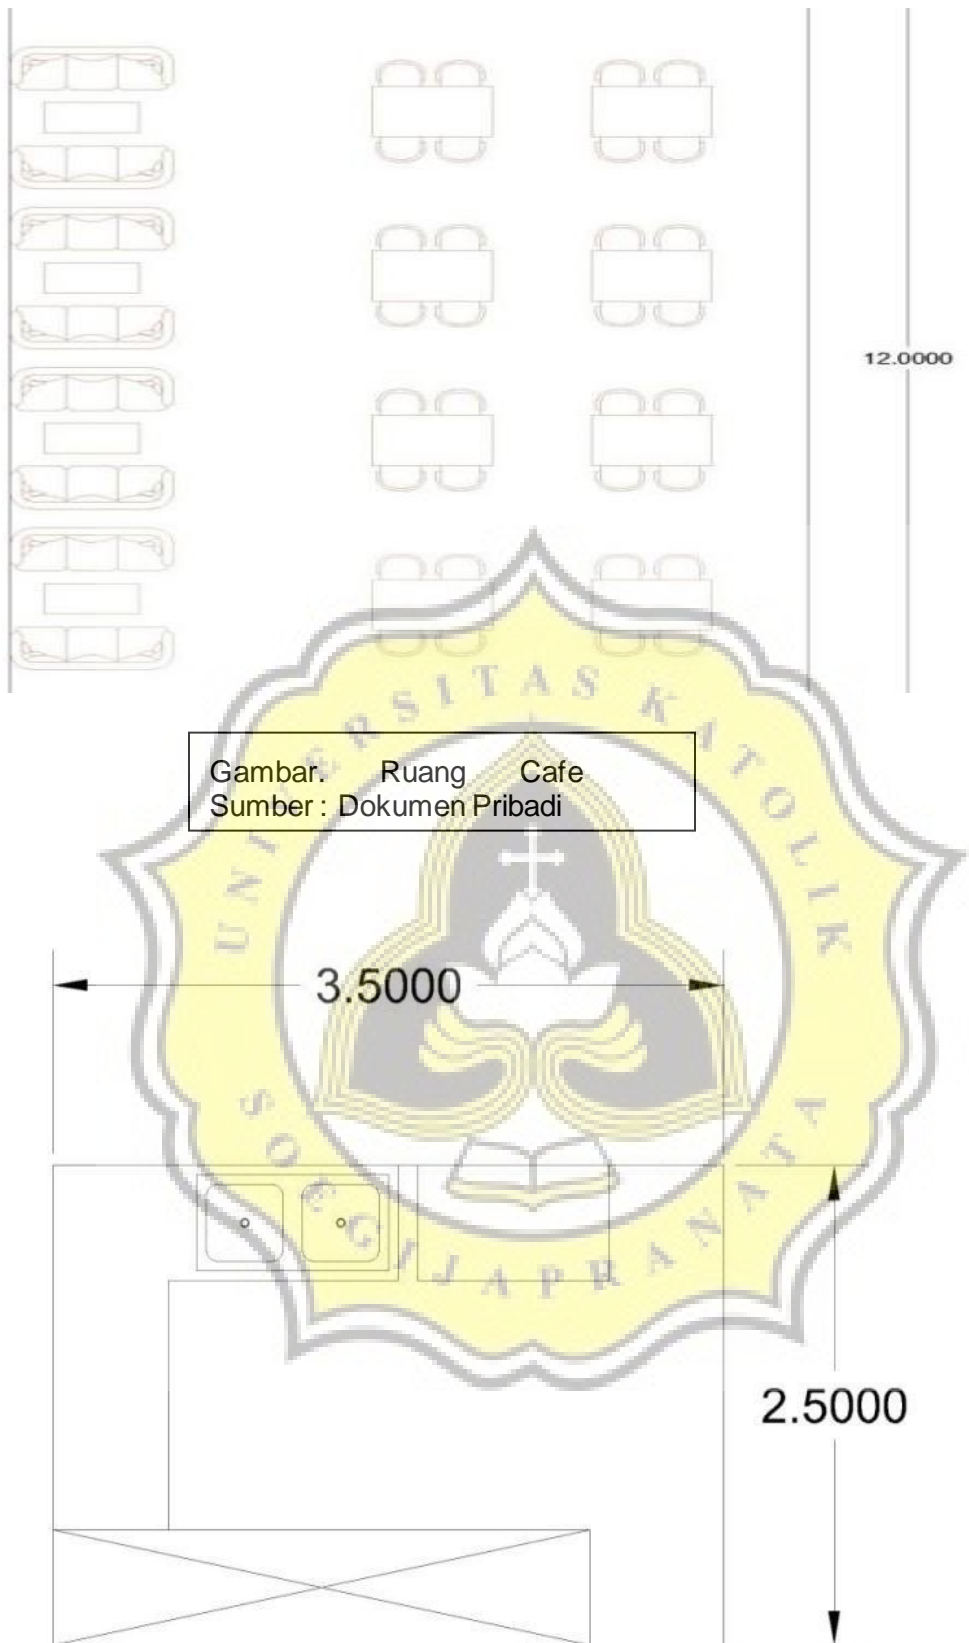 12.0000
Gambar. Ruang Cafe
Sumber : Dokumen Pribadi
UNIVERSITAS KATOLIK
3.5000
SOEGIJAPRANATA
2.5000